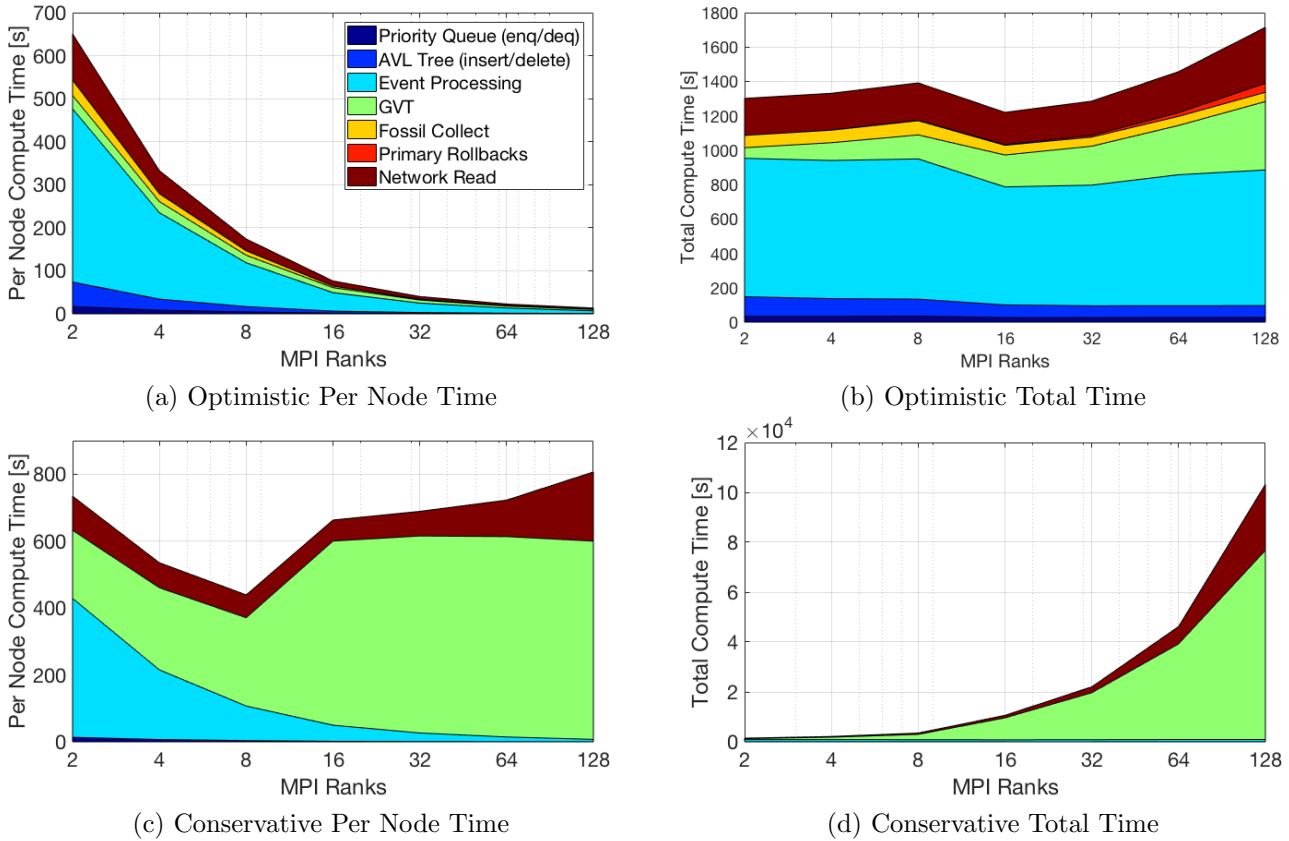 700
600
500
400
300
200
100
0
Per Node Compute Time [s]
Priority Queue (enq/deq)
AVL Tree (insert/delete)
Event Processing
GVT
Fossil Collect
Primary Rollbacks
Network Read
2 4 8 16 32 64 128
MPI Ranks
(a) Optimistic Per Node Time
1800
1600
1400
1200
1000
800
600
400
200
0
Total Compute Time [s]
2 4 8 16 32 64 128
MPI Ranks
(b) Optimistic Total Time
800
600
400
200
0
Per Node Compute Time [s]
2 4 8 16 32 64 128
MPI Ranks
(c) Conservative Per Node Time
×10^4
12
10
8
6
4
2
0
Total Compute Time [s]
2 4 8 16 32 64 128
MPI Ranks
(d) Conservative Total Time